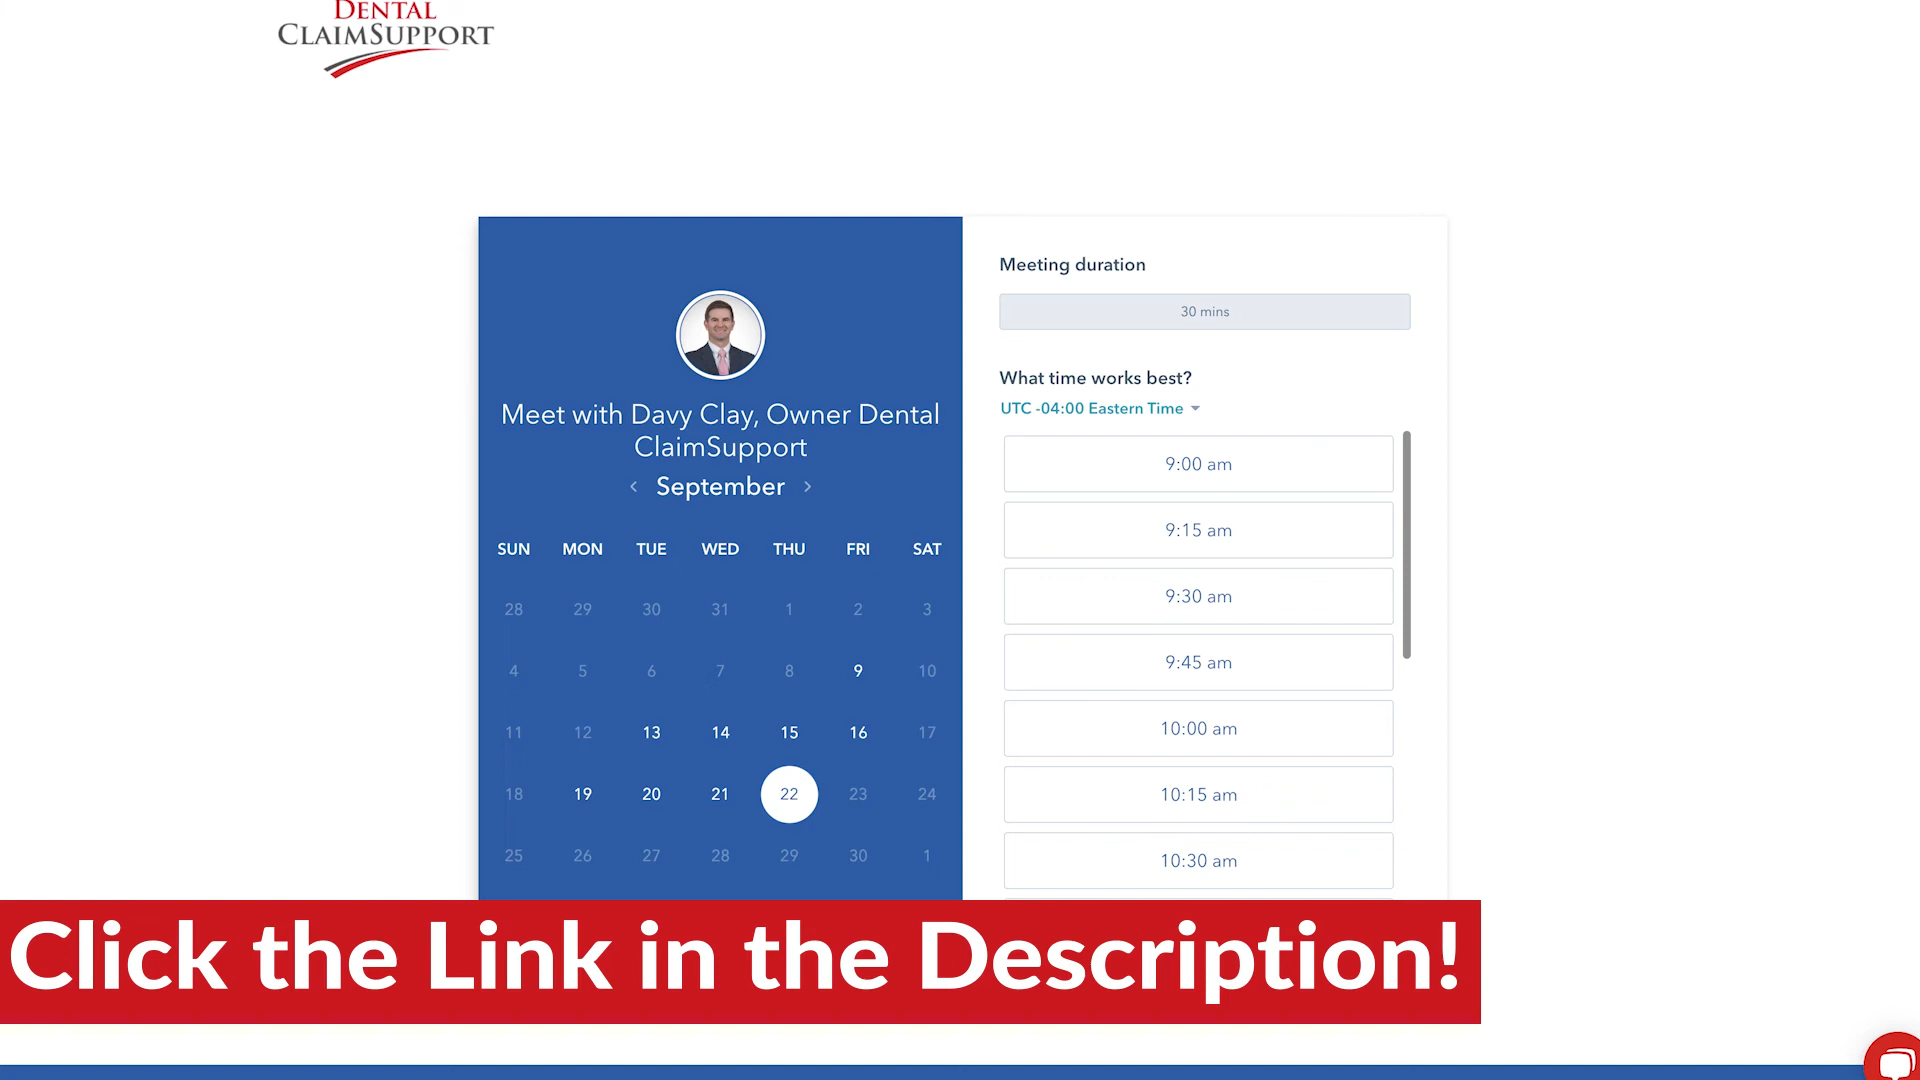 DENTAL
CLAIMSUPPORT
Meet with Davy Clay, Owner Dental
ClaimSupport
September
SUN MON TUE WED THU FRI SAT
28 29 30 31 1 2 3
4 5 6 7 8 9 10
11 12 13 14 15 16 17
18 19 20 21 22 23 24
25 26 27 28 29 30 1
Meeting duration
30 mins
What time works best?
UTC -04:00 Eastern Time
9:00 am
9:15 am
9:30 am
9:45 am
10:00 am
10:15 am
10:30 am
Click the Link in the Description!